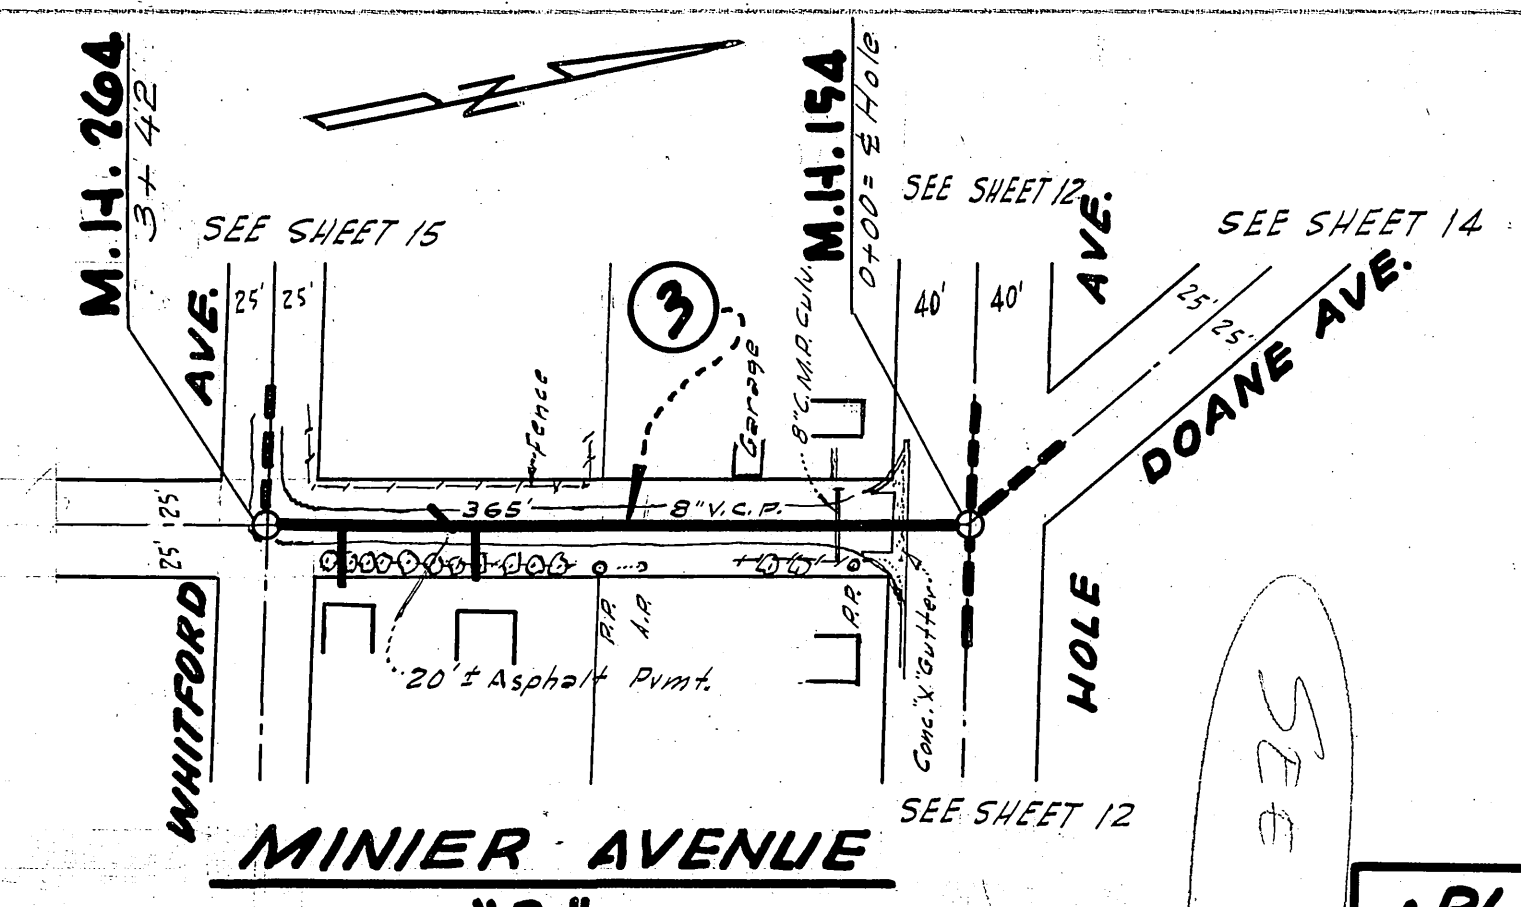 M.H. 264
3+42
SEE SHEET 15
M.H. 154
0+00 = ⅊ Hole
SEE SHEET 12
AVE.
SEE SHEET 14
AVE.
25' 25'
3
40' 40'
25'
25'
DOANE AVE.
Fence
Garage
8" C.M.P. Culv.
25'
25'
365'
8" V.C.P.
P.P.
A.P.
P.P.
20' ± Asphalt Pvmt.
Conc. "X" Gutter
WHITFORD
HOLE
SEE SHEET 12
SEE
MINIER AVENUE